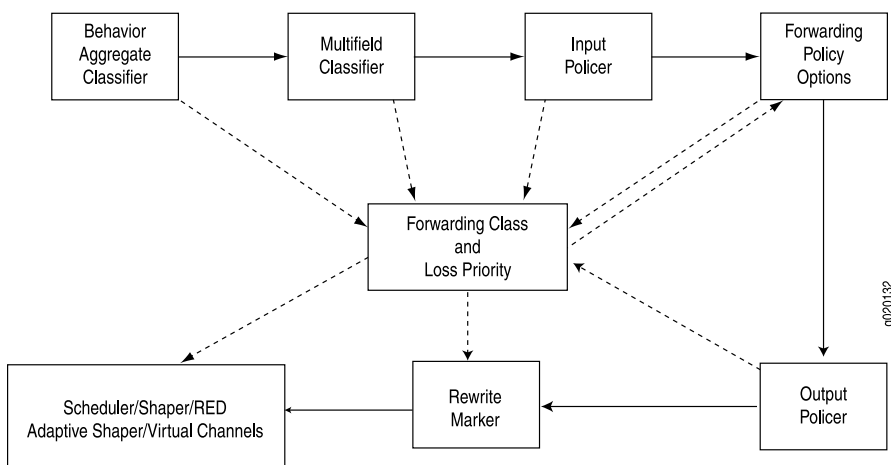 Behavior
Aggregate
Classifier
Multifield
Classifier
Input
Policer
Forwarding
Policy
Options
Forwarding Class
and
Loss Priority
g020132
Scheduler/Shaper/RED
Adaptive Shaper/Virtual Channels
Rewrite
Marker
Output
Policer